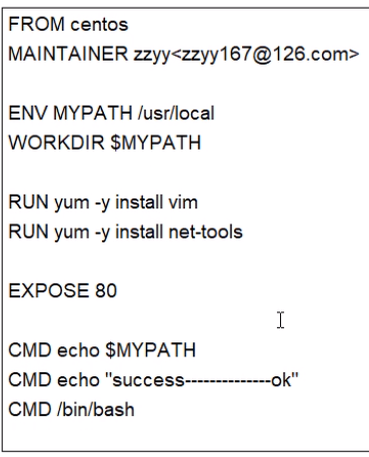 FROM centos
MAINTAINER zzyy<zzyy167@126.com>
ENV MYPATH /usr/local
WORKDIR $MYPATH
RUN yum -y install vim
RUN yum -y install net-tools
EXPOSE 80
CMD echo $MYPATH
CMD echo "success--------------ok"
CMD /bin/bash